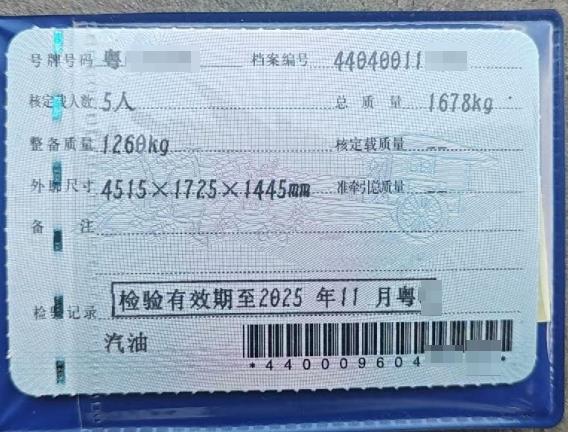 号牌号码 粤 档案编号 44040011
核定载人数 5人 总质量 1678kg
整备质量 1260kg 核定载质量 --
外廓尺寸 4515×1725×1445mm 准牵引总质量 --
备注
检验记录 检验有效期至2025年11月粤
汽油
*440009604 *